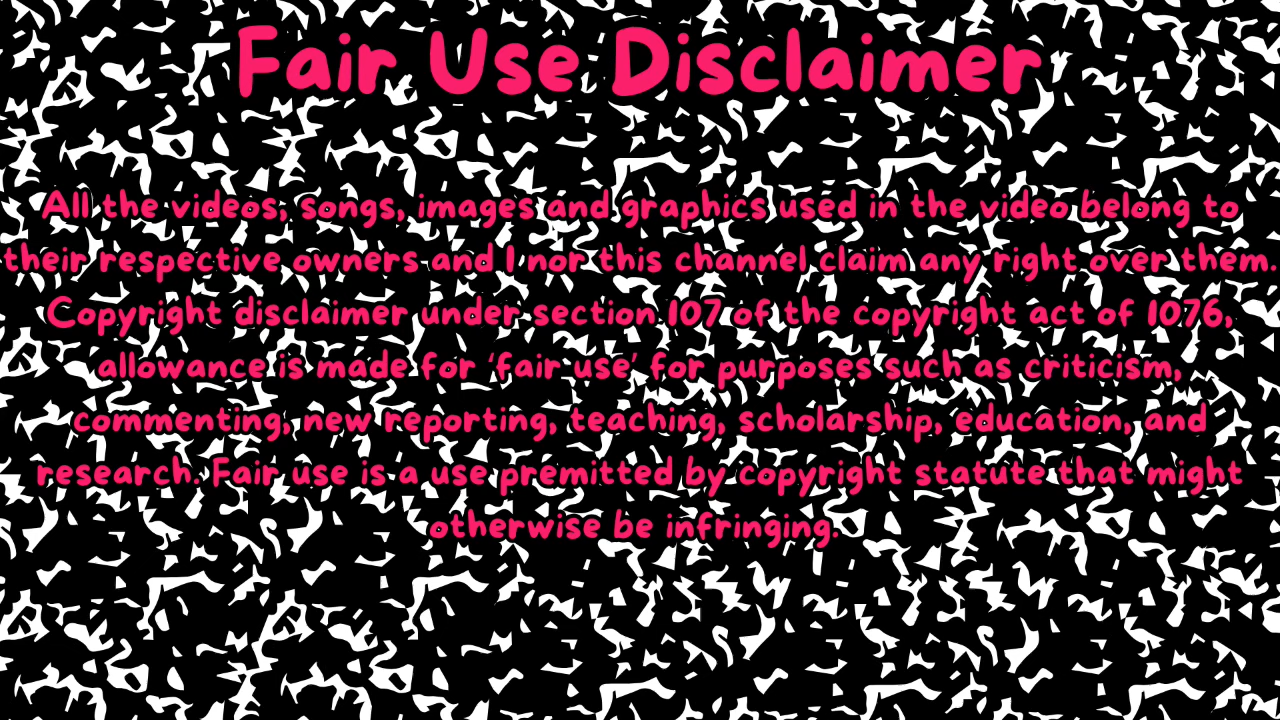 Fair Use Disclaimer
All the videos, songs, images and graphics used in the video belong to
their respective owners and I nor this channel claim any right over them.
Copyright disclaimer under section 107 of the copyright act of 1076,
allowance is made for ‘fair use’ for purposes such as criticism,
commenting, new reporting, teaching, scholarship, education, and
research. Fair use is a use premitted by copyright statute that might
otherwise be infringing.